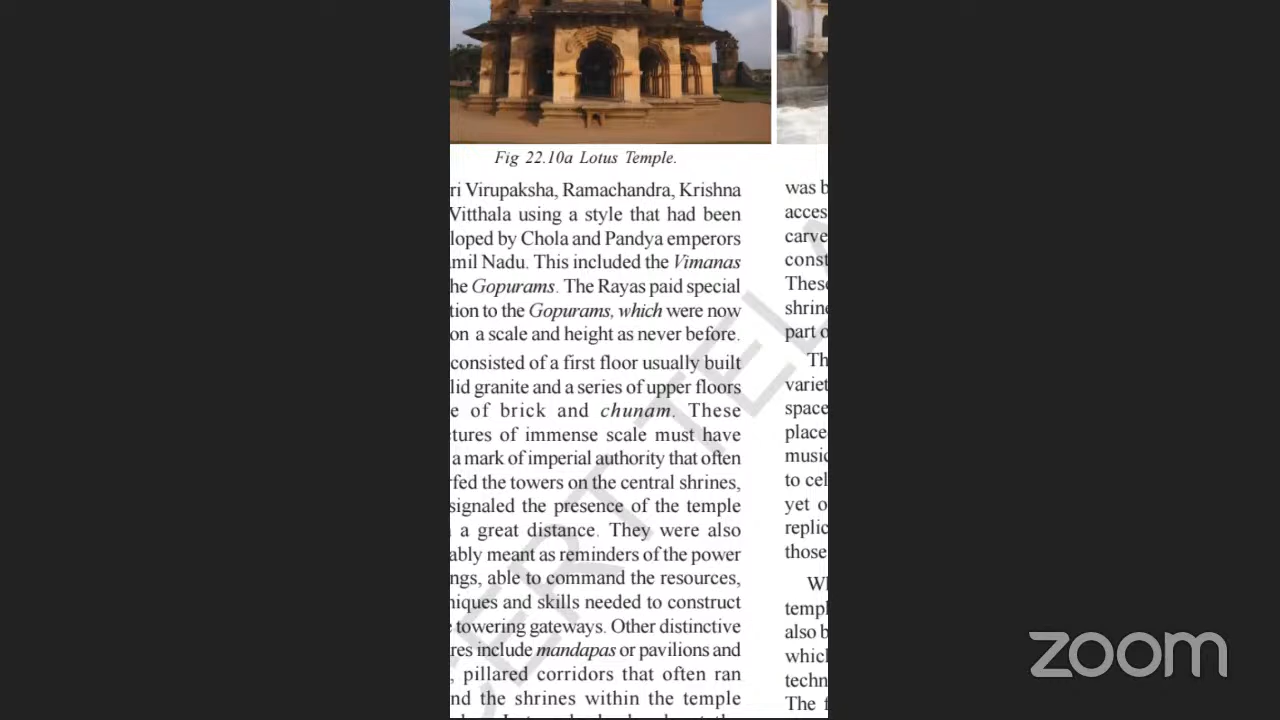 Fig 22.10a Lotus Temple.
ri Virupaksha, Ramachandra, Krishna
Vitthala using a style that had been
loped by Chola and Pandya emperors
mil Nadu. This included the Vimanas
he Gopurams. The Rayas paid special
tion to the Gopurams, which were now
on a scale and height as never before.
consisted of a first floor usually built
lid granite and a series of upper floors
e of brick and chunam. These
ctures of immense scale must have
a mark of imperial authority that often
rfed the towers on the central shrines,
signaled the presence of the temple
a great distance. They were also
ably meant as reminders of the power
ngs, able to command the resources,
niques and skills needed to construct
towering gateways. Other distinctive
res include mandapas or pavilions and
, pillared corridors that often ran
nd the shrines within the temple
was b
acces
carve
const
These
shrine
part o
Th
variet
space
place
music
to cel
yet o
replic
those
Wh
templ
also b
which
techn
The f
CERT TELA
zoom